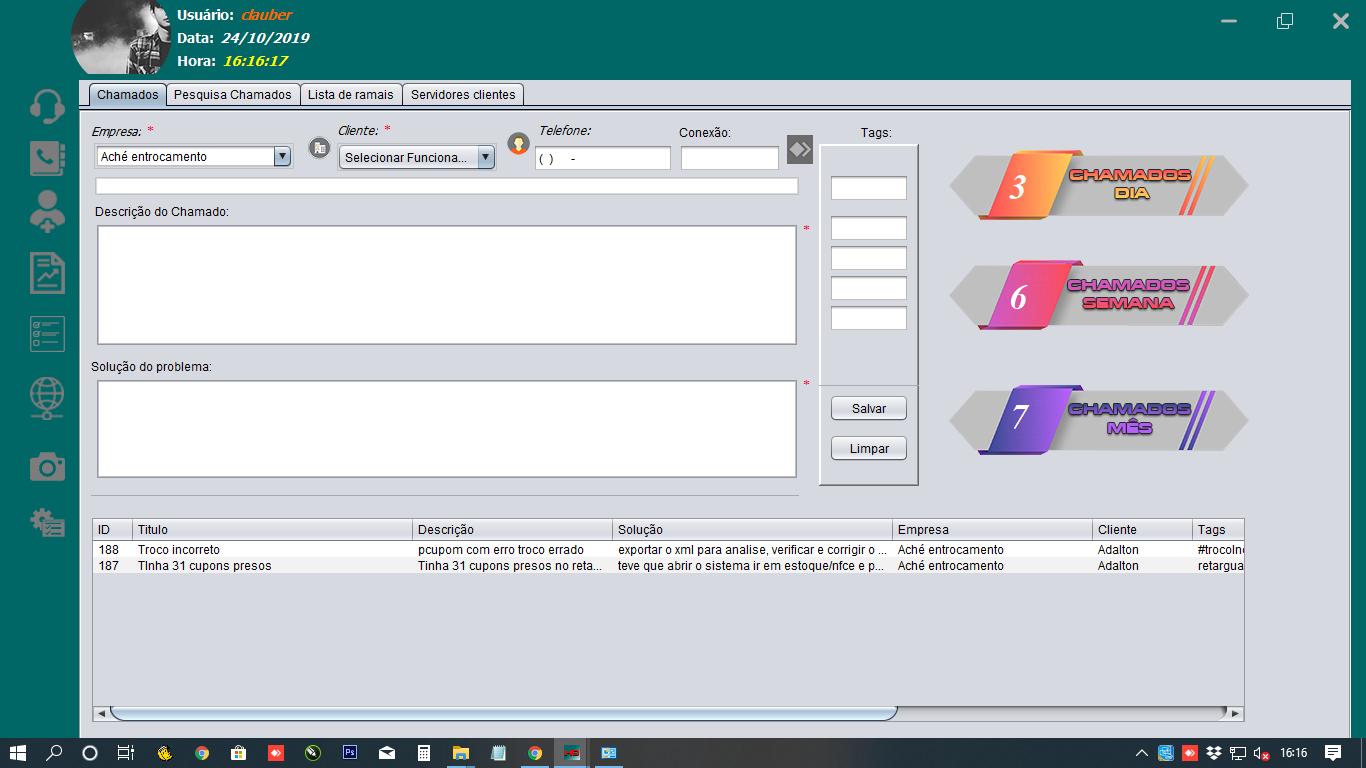 Usuário: clauber
Data: 24/10/2019
Hora: 16:16:17
Chamados Pesquisa Chamados Lista de ramais Servidores clientes
Empresa: * Cliente: * Telefone: Conexão: Tags:
Aché entrocamento Selecionar Funciona... ( ) -
Descrição do Chamado:
*
Solução do problema:
*
Salvar
Limpar
3 CHAMADOS
DIA
6 CHAMADOS
SEMANA
7 CHAMADOS
MÊS
ID Titulo Descrição Solução Empresa Cliente Tags
188 Troco incorreto pcupom com erro troco errado exportar o xml para analise, verificar e corrigir o ... Aché entrocamento Adalton #trocoIn
187 TInha 31 cupons presos Tinha 31 cupons presos no reta... teve que abrir o sistema ir em estoque/nfce e p... Aché entrocamento Adalton retargua
Ps 16:16